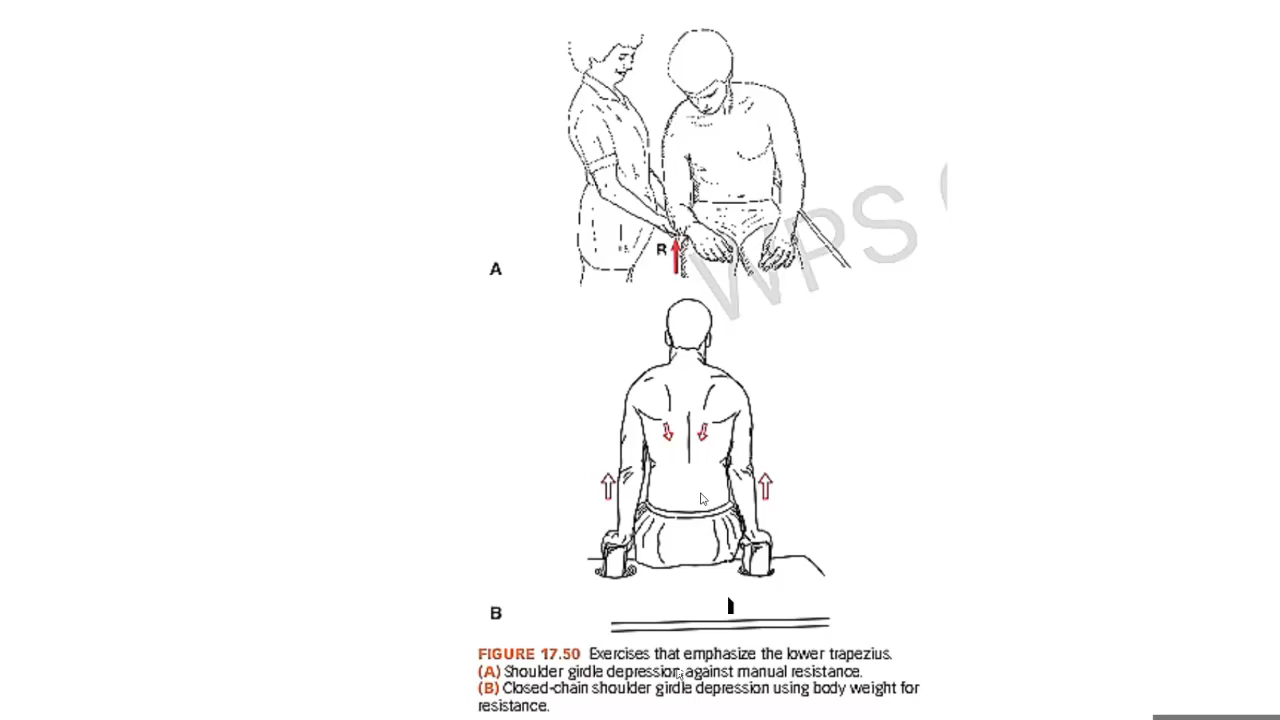 R
A
WPS
B
FIGURE 17.50 Exercises that emphasize the lower trapezius.
(A) Shoulder girdle depression against manual resistance.
(B) Closed-chain shoulder girdle depression using body weight for
resistance.